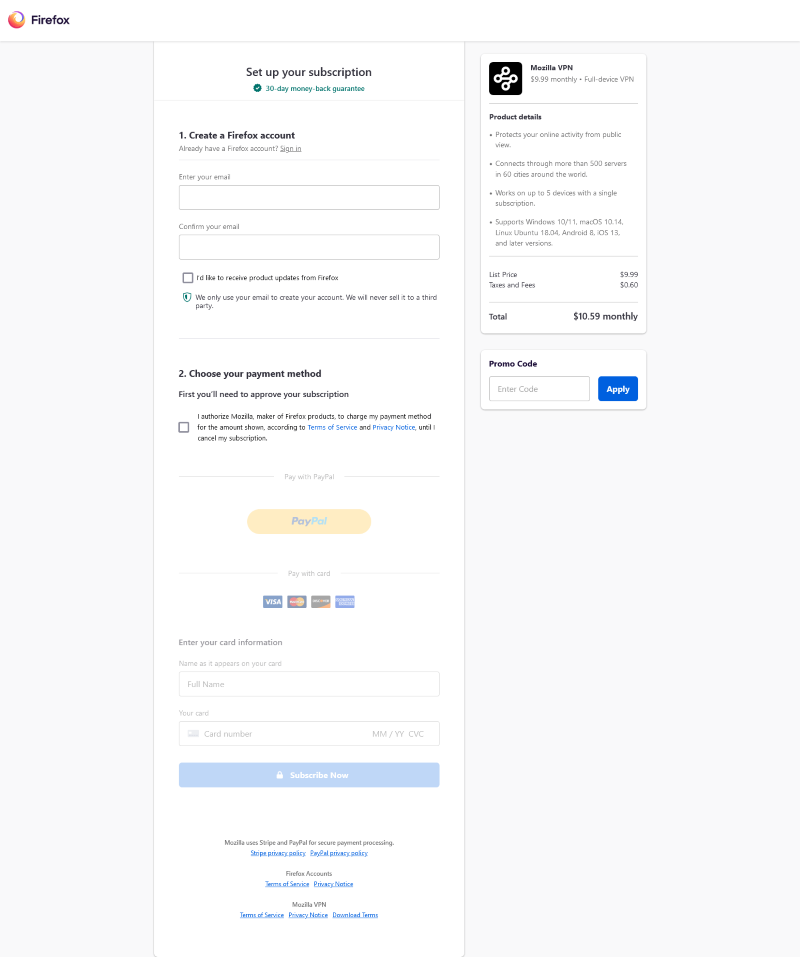 Firefox
Set up your subscription
30-day money-back guarantee
1. Create a Firefox account
Already have a Firefox account? Sign in
Enter your email
Confirm your email
I'd like to receive product updates from Firefox
We only use your email to create your account. We will never sell it to a third
party.
2. Choose your payment method
First you'll need to approve your subscription
I authorize Mozilla, maker of Firefox products, to charge my payment method
for the amount shown, according to Terms of Service and Privacy Notice, until I
cancel my subscription.
Pay with PayPal
PayPal
Pay with card
VISA
Enter your card information
Name as it appears on your card
Full Name
Your card
Card number MM / YY CVC
Subscribe Now
Mozilla uses Stripe and PayPal for secure payment processing.
Stripe privacy policy PayPal privacy policy
Firefox Accounts
Terms of Service Privacy Notice
Mozilla VPN
Terms of Service Privacy Notice Download Terms
Mozilla VPN
$9.99 monthly • Full-device VPN
Product details
• Protects your online activity from public
view.
• Connects through more than 500 servers
in 60 cities around the world.
• Works on up to 5 devices with a single
subscription.
• Supports Windows 10/11, macOS 10.14,
Linux Ubuntu 18.04, Android 8, iOS 13,
and later versions.
List Price $9.99
Taxes and Fees $0.60
Total $10.59 monthly
Promo Code
Enter Code Apply